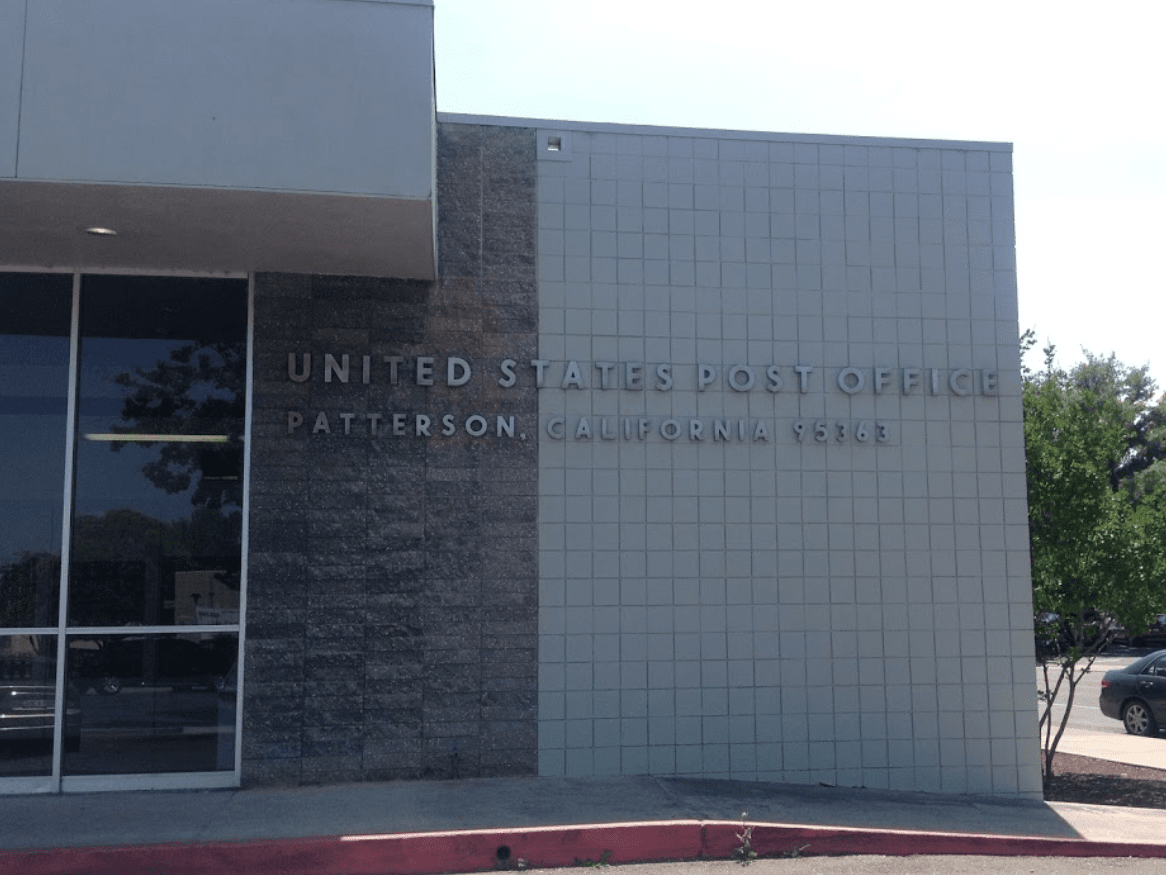 UNITED STATES POST OFFICE
PATTERSON, CALIFORNIA 95363